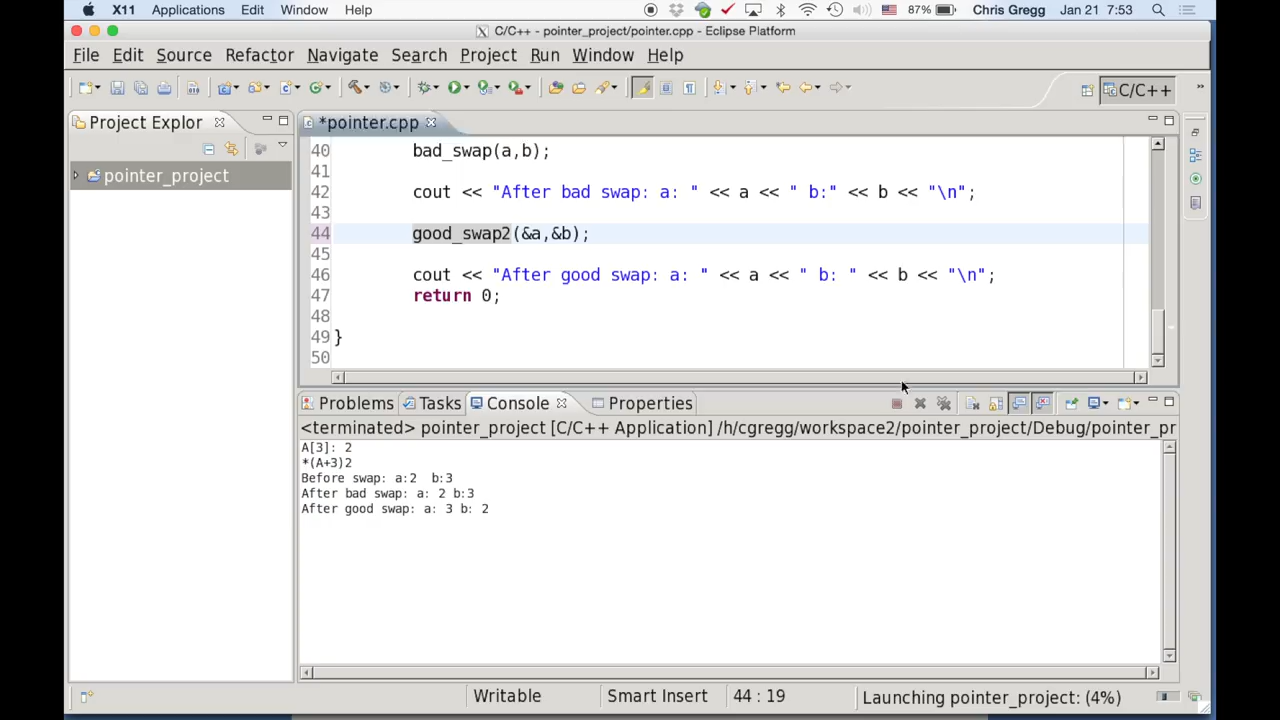 X11 Applications Edit Window Help 87% Chris Gregg Jan 21 7:53
C/C++ - pointer_project/pointer.cpp - Eclipse Platform
File Edit Source Refactor Navigate Search Project Run Window Help
C/C++
Project Explor
*pointer.cpp
pointer_project
40 bad_swap(a,b);
41
42 cout << "After bad swap: a: " << a << " b:" << b << "\n";
43
44 good_swap2(&a,&b);
45
46 cout << "After good swap: a: " << a << " b: " << b << "\n";
47 return 0;
48
49 }
50
Problems Tasks Console Properties
<terminated> pointer_project [C/C++ Application] /h/cgregg/workspace2/pointer_project/Debug/pointer_pr
A[3]: 2
*(A+3)2
Before swap: a:2  b:3
After bad swap: a: 2 b:3
After good swap: a: 3 b: 2
Writable Smart Insert 44 : 19 Launching pointer_project: (4%)